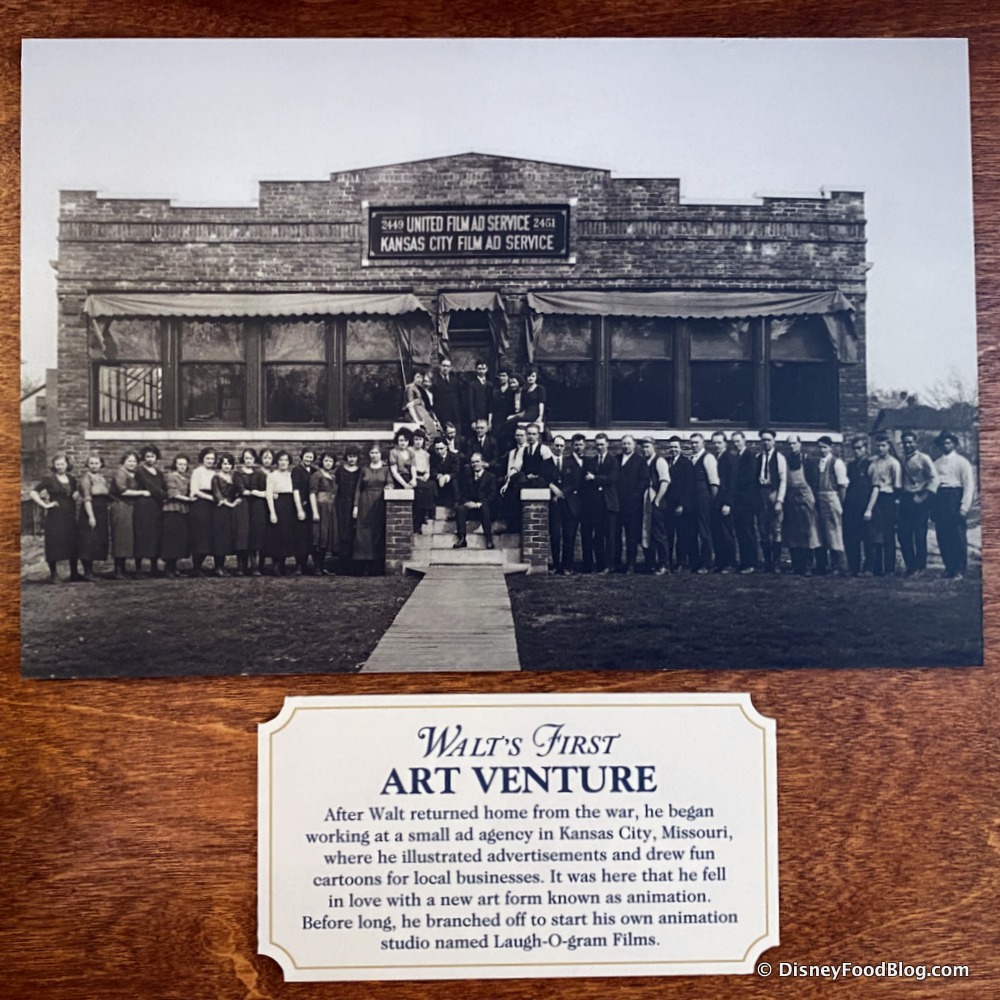 2449 UNITED FILM AD SERVICE 2451
KANSAS CITY FILM AD SERVICE
WALT'S FIRST
ART VENTURE
After Walt returned home from the war, he began
working at a small ad agency in Kansas City, Missouri,
where he illustrated advertisements and drew fun
cartoons for local businesses. It was here that he fell
in love with a new art form known as animation.
Before long, he branched off to start his own animation
studio named Laugh-O-gram Films.
© DisneyFoodBlog.com